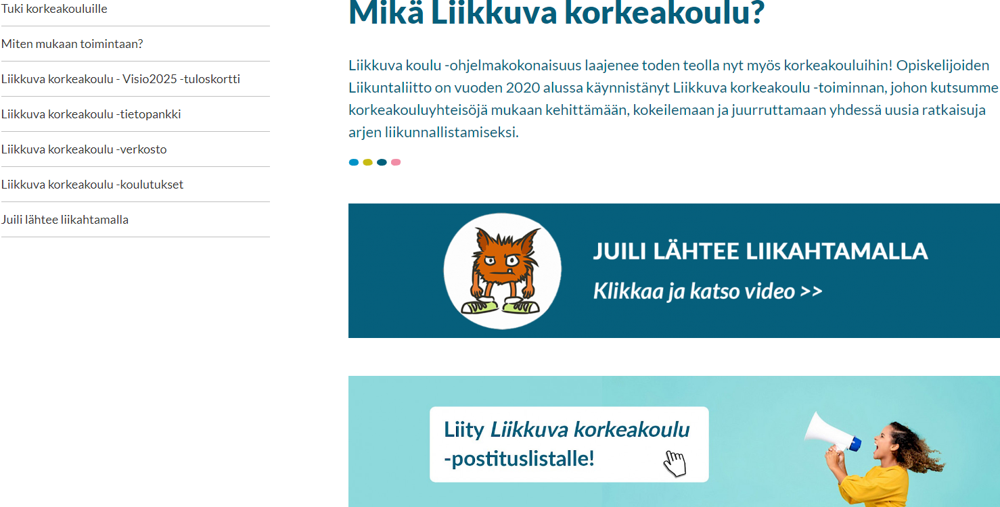 Tuki korkeakouluille
Miten mukaan toimintaan?
Liikkuva korkeakoulu - Visio2025 -tuloskortti
Liikkuva korkeakoulu -tietopankki
Liikkuva korkeakoulu -verkosto
Liikkuva korkeakoulu -koulutukset
Juili lähtee liikahtamalla
Mikä Liikkuva korkeakoulu?
Liikkuva koulu -ohjelmakokonaisuus laajenee toden teolla nyt myös korkeakouluihin! Opiskelijoiden
Liikuntaliitto on vuoden 2020 alussa käynnistänyt Liikkuva korkeakoulu -toiminnan, johon kutsumme
korkeakouluyhteisöjä mukaan kehittämään, kokeilemaan ja juurruttamaan yhdessä uusia ratkaisuja
arjen liikunnallistamiseksi.
JUILI LÄHTEE LIIKAHTAMALLA
Klikkaa ja katso video >>
Liity Liikkuva korkeakoulu
-postituslistalle!